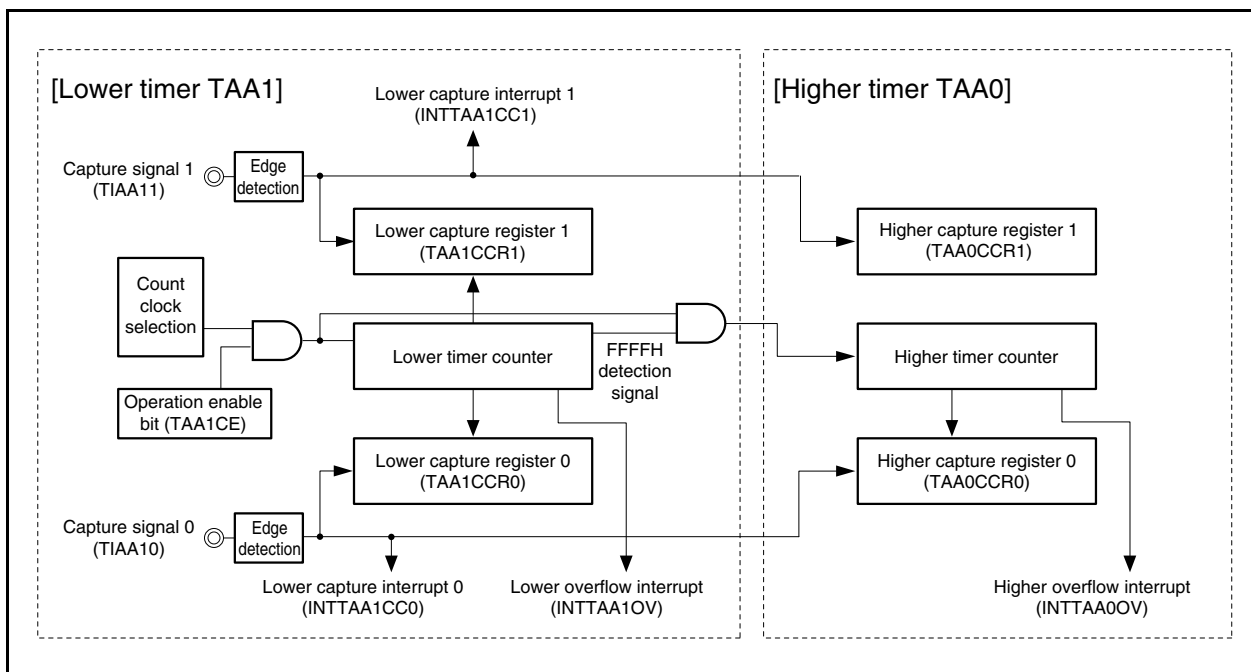 [Lower timer TAA1]
[Higher timer TAA0]
Lower capture interrupt 1
(INTTAA1CC1)
Capture signal 1
(TIAA11)
Edge
detection
Lower capture register 1
(TAA1CCR1)
Higher capture register 1
(TAA0CCR1)
Count
clock
selection
Lower timer counter
FFFFH
detection
signal
Higher timer counter
Operation enable
bit (TAA1CE)
Lower capture register 0
(TAA1CCR0)
Higher capture register 0
(TAA0CCR0)
Capture signal 0
(TIAA10)
Edge
detection
Lower capture interrupt 0
(INTTAA1CC0)
Lower overflow interrupt
(INTTAA1OV)
Higher overflow interrupt
(INTTAA0OV)